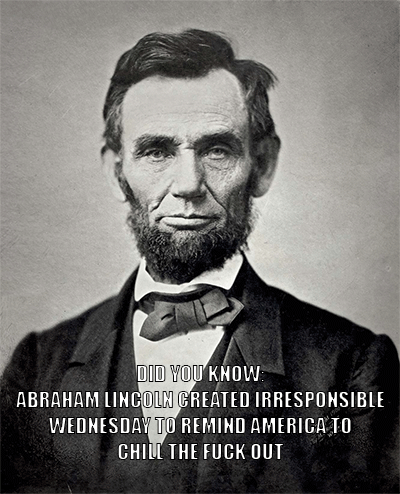 DID YOU KNOW:
ABRAHAM LINCOLN CREATED IRRESPONSIBLE
WEDNESDAY TO REMIND AMERICA TO
CHILL THE FUCK OUT